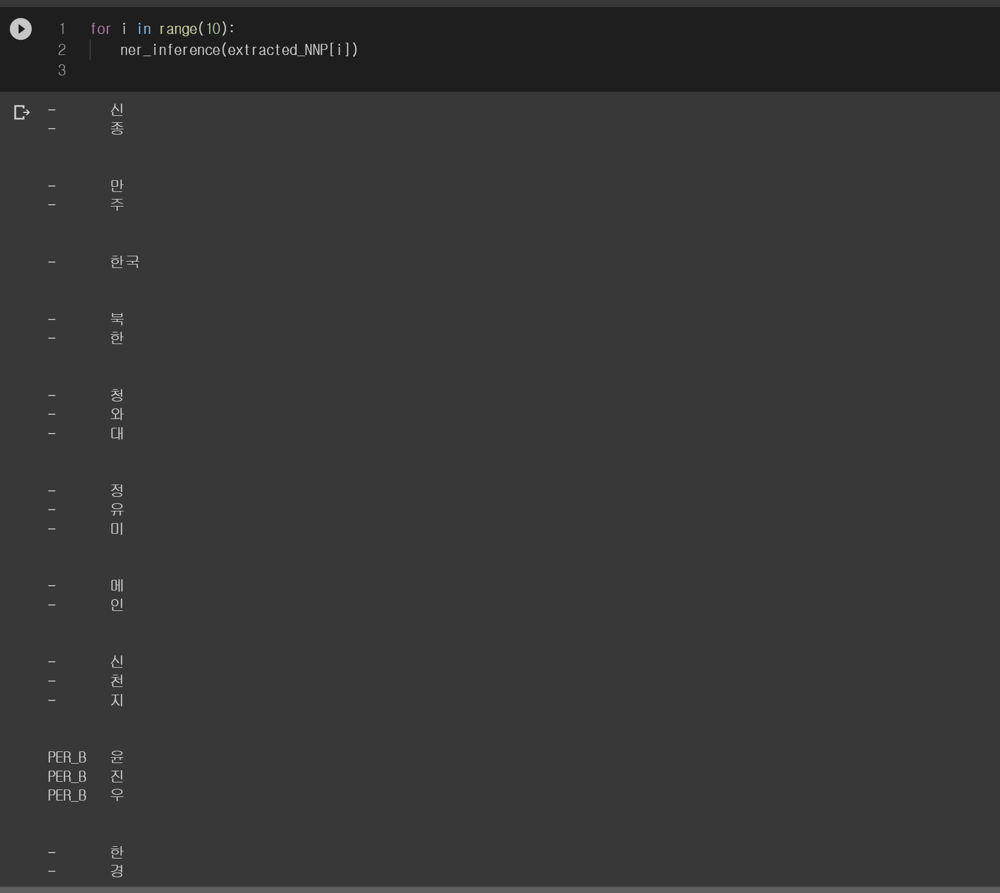 1 for i in range(10):
2 ner_inference(extracted_NNP[i])
3
- 신
- 종
- 만
- 주
- 한국
- 북
- 한
- 청
- 와
- 대
- 정
- 유
- 미
- 메
- 인
- 신
- 천
- 지
PER_B 윤
PER_B 진
PER_B 우
- 한
- 경